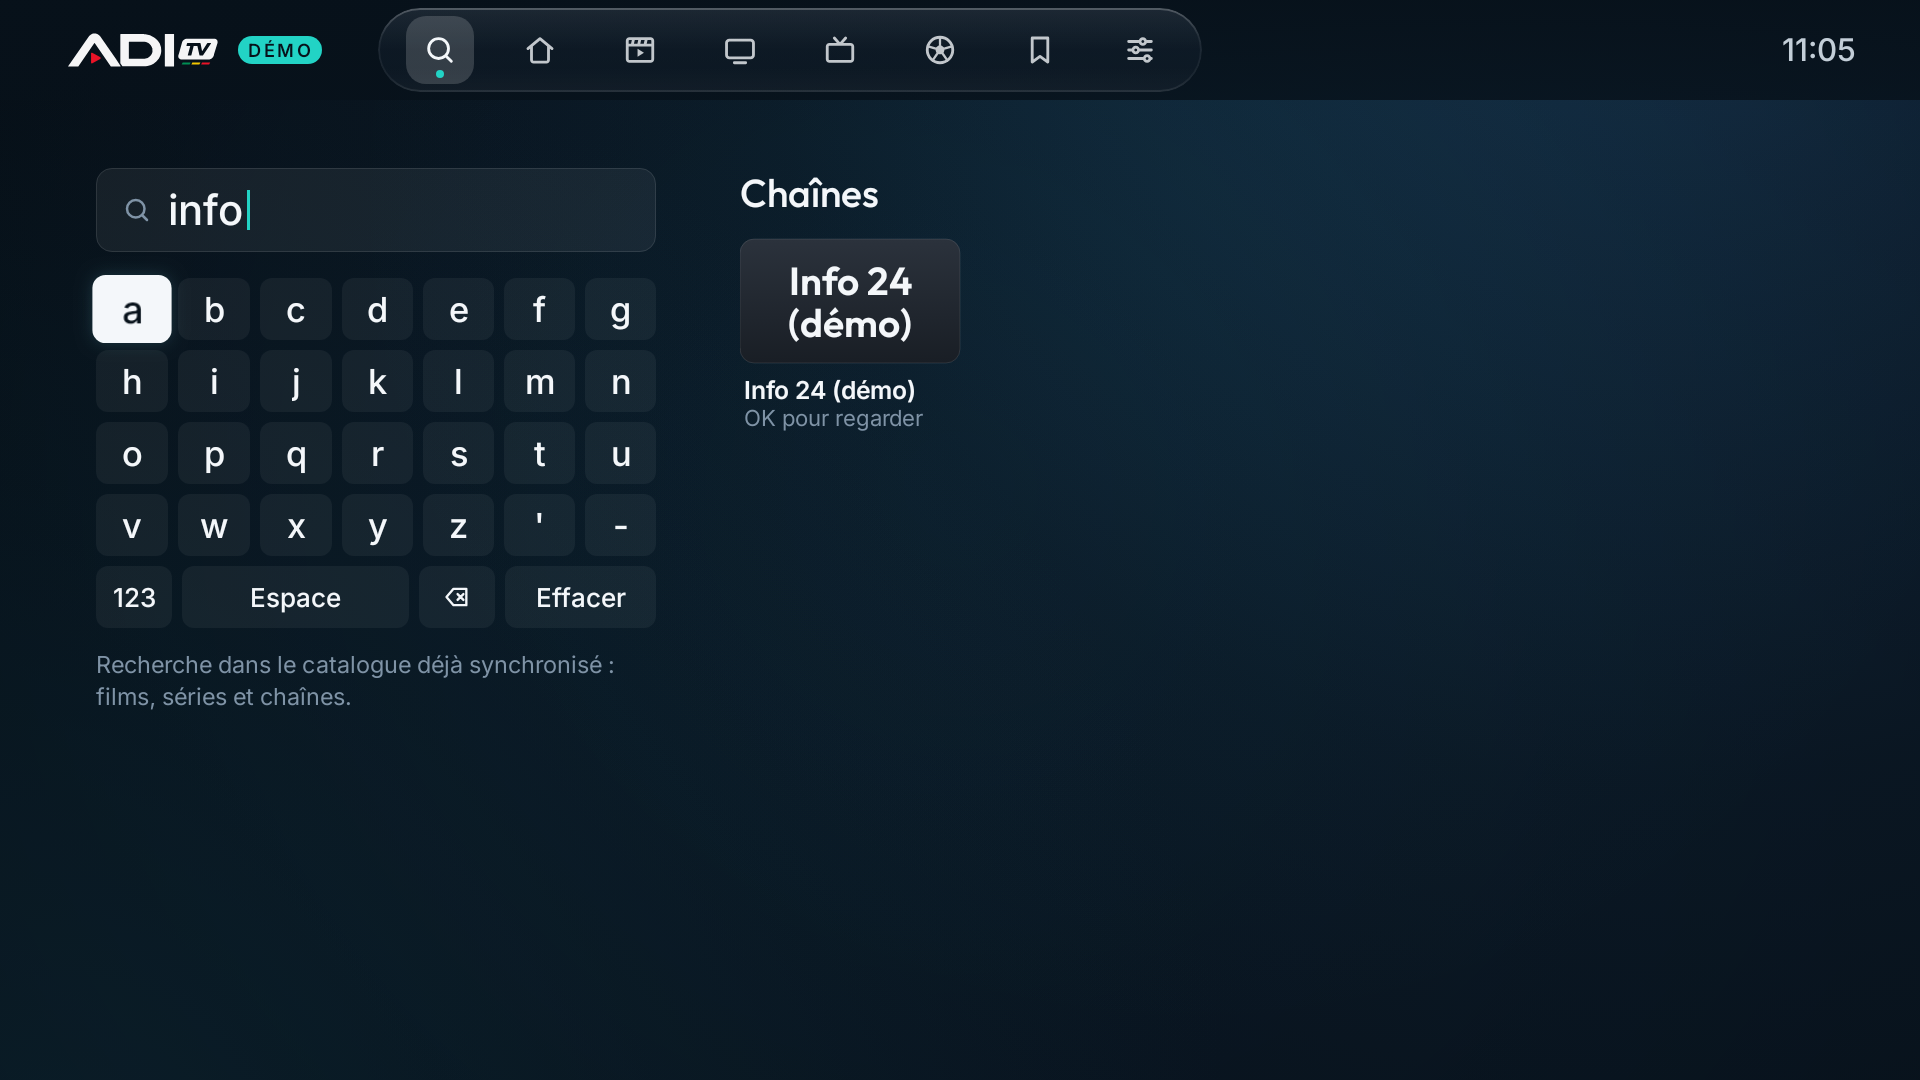 ADI TV DÉMO 11:05
info
Chaînes
a b c d e f g
h i j k l m n
o p q r s t u
v w x y z ' -
123 Espace Effacer
Recherche dans le catalogue déjà synchronisé :
films, séries et chaînes.
Info 24
(démo)
Info 24 (démo)
OK pour regarder